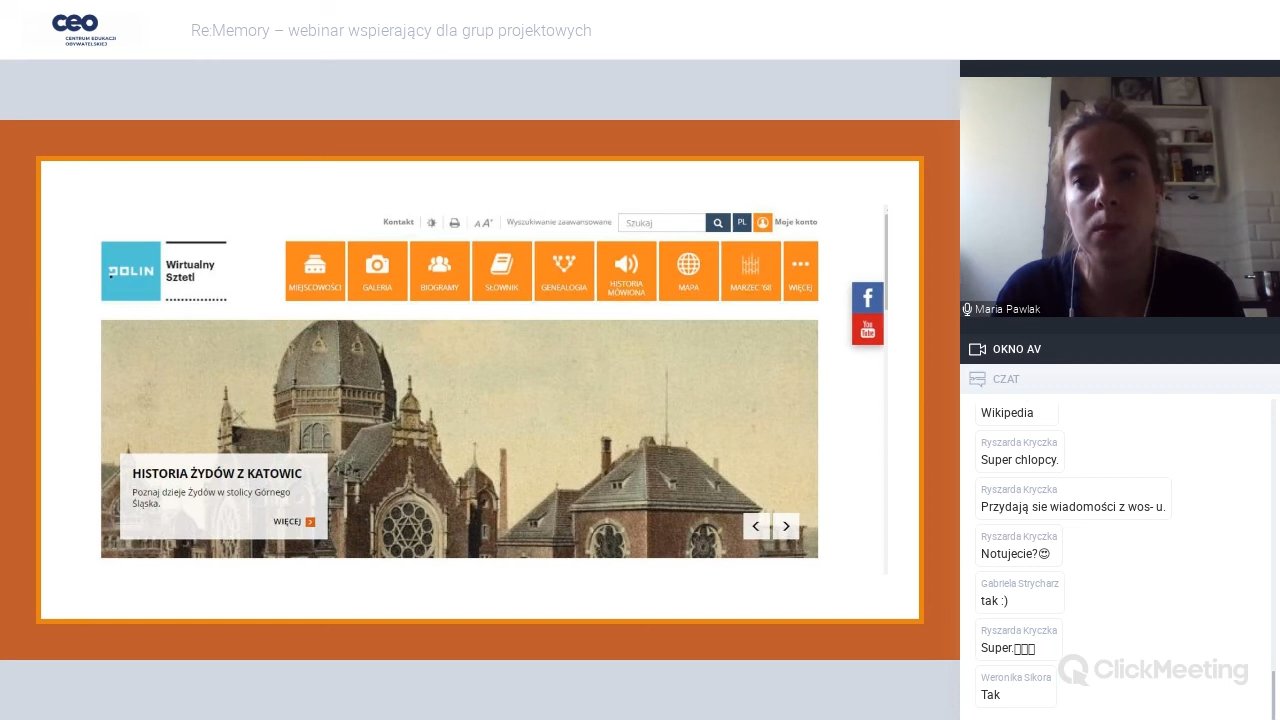 ceo
CENTRUM EDUKACJI
OBYWATELSKIEJ
Re:Memory – webinar wspierający dla grup projektowych
Kontakt
A A+
Wyszukiwanie zaawansowane
Szukaj
PL
Moje konto
POLIN
Wirtualny
Sztetl
MIEJSCOWOŚCI
GALERIA
BIOGRAMY
SŁOWNIK
GENEALOGIA
HISTORIA
MÓWIONA
MAPA
MARZEC '68
WIĘCEJ
f
You
Tube
HISTORIA ŻYDÓW Z KATOWIC
Poznaj dzieje Żydów w stolicy Górnego
Śląska.
WIĘCEJ
Maria Pawlak
OKNO AV
CZAT
Wikipedia
Ryszarda Kryczka
Super chlopcy.
Ryszarda Kryczka
Przydają sie wiadomości z wos- u.
Ryszarda Kryczka
Notujecie?😍
Gabriela Strycharz
tak :)
Ryszarda Kryczka
Super.
Weronika Sikora
Tak
ClickMeeting